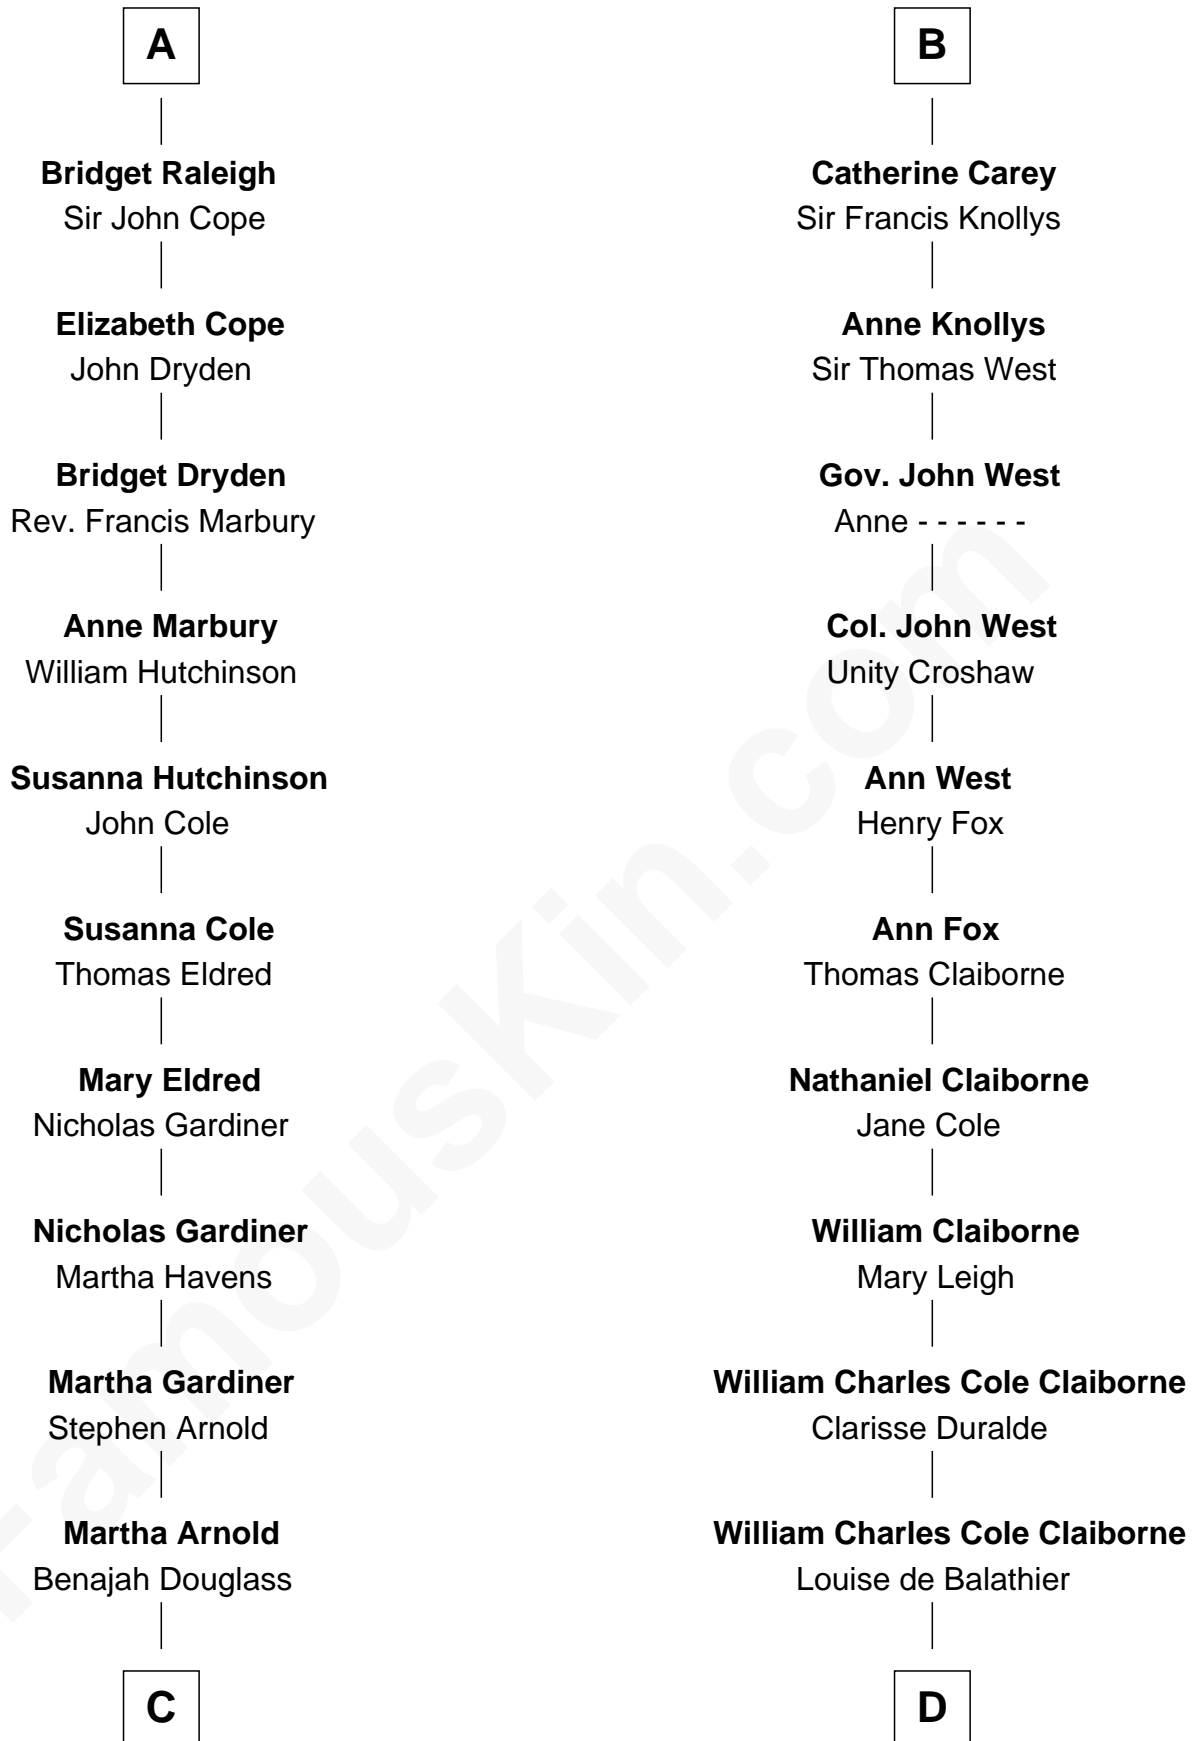 A
Bridget Raleigh
Sir John Cope
Elizabeth Cope
John Dryden
Bridget Dryden
Rev. Francis Marbury
Anne Marbury
William Hutchinson
Susanna Hutchinson
John Cole
Susanna Cole
Thomas Eldred
Mary Eldred
Nicholas Gardiner
Nicholas Gardiner
Martha Havens
Martha Gardiner
Stephen Arnold
Martha Arnold
Benajah Douglass
C
B
Catherine Carey
Sir Francis Knollys
Anne Knollys
Sir Thomas West
Gov. John West
Anne - - - - - -
Col. John West
Unity Croshaw
Ann West
Henry Fox
Ann Fox
Thomas Claiborne
Nathaniel Claiborne
Jane Cole
William Claiborne
Mary Leigh
William Charles Cole Claiborne
Clarisse Duralde
William Charles Cole Claiborne
Louise de Balathier
D
FamousKin.com